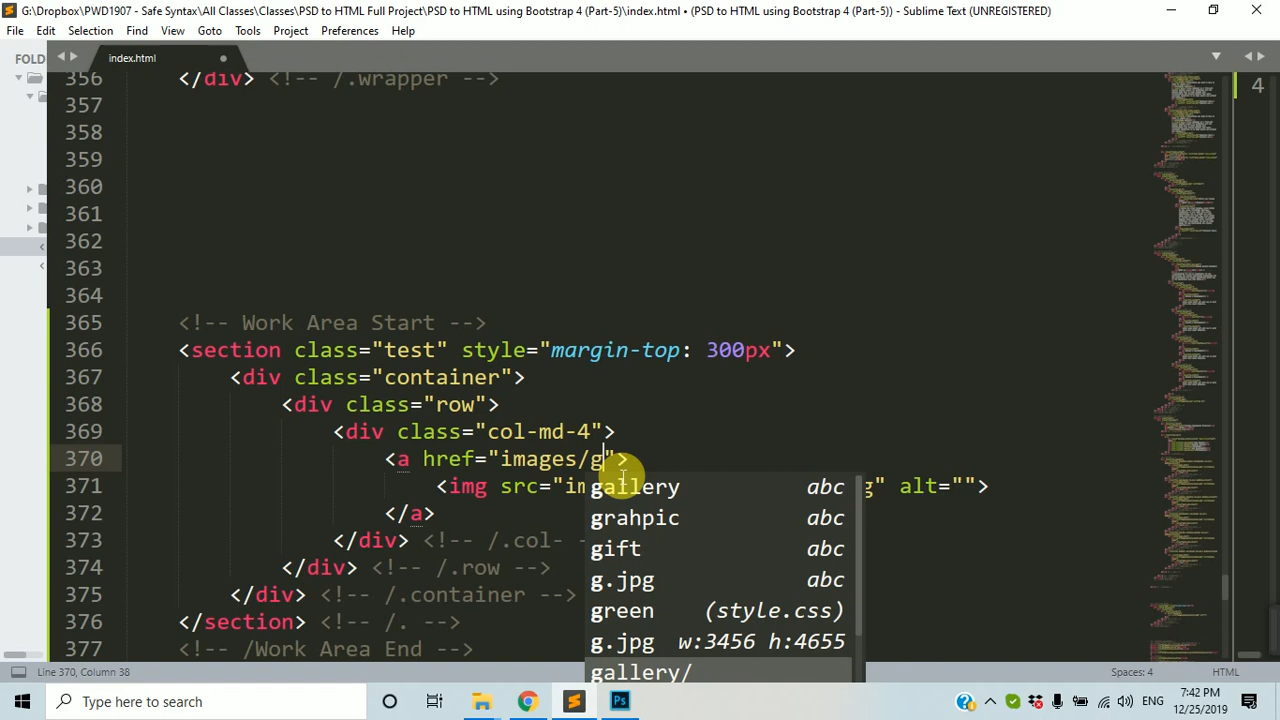 G:\Dropbox\PWD1907 - Safe Syntax\All Classes\Classes\PSD to HTML Full Project\PSD to HTML using Bootstrap 4 (Part-5)\index.html • (PSD to HTML using Bootstrap 4 (Part-5)) - Sublime Text (UNREGISTERED)
File Edit Selection Find View Goto Tools Project Preferences Help
FOLD
index.html
356 </div> <!-- /.wrapper -->
4
357
358
359
360
361
362
363
364
365 <!-- Work Area Start -->
366 <section class="test" style="margin-top: 300px">
367 <div class="container">
368 <div class="row">
369 <div class="col-md-4">
370 <a href="images/g">
371 <img src="im g" alt="">
372 </a>
373 </div> <!-- /.col-
374 </div> <!-- /.row -->
375 </div> <!-- /.container -->
376 </section> <!-- /. -->
377 <!-- /Work Area End -->
gallery abc
grahpic abc
gift abc
g.jpg abc
green (style.css)
g.jpg w:3456 h:4655
gallery/
Line 370, Column 38
Spaces: 4
HTML
Type here to search
ENG
7:42 PM
12/25/2019